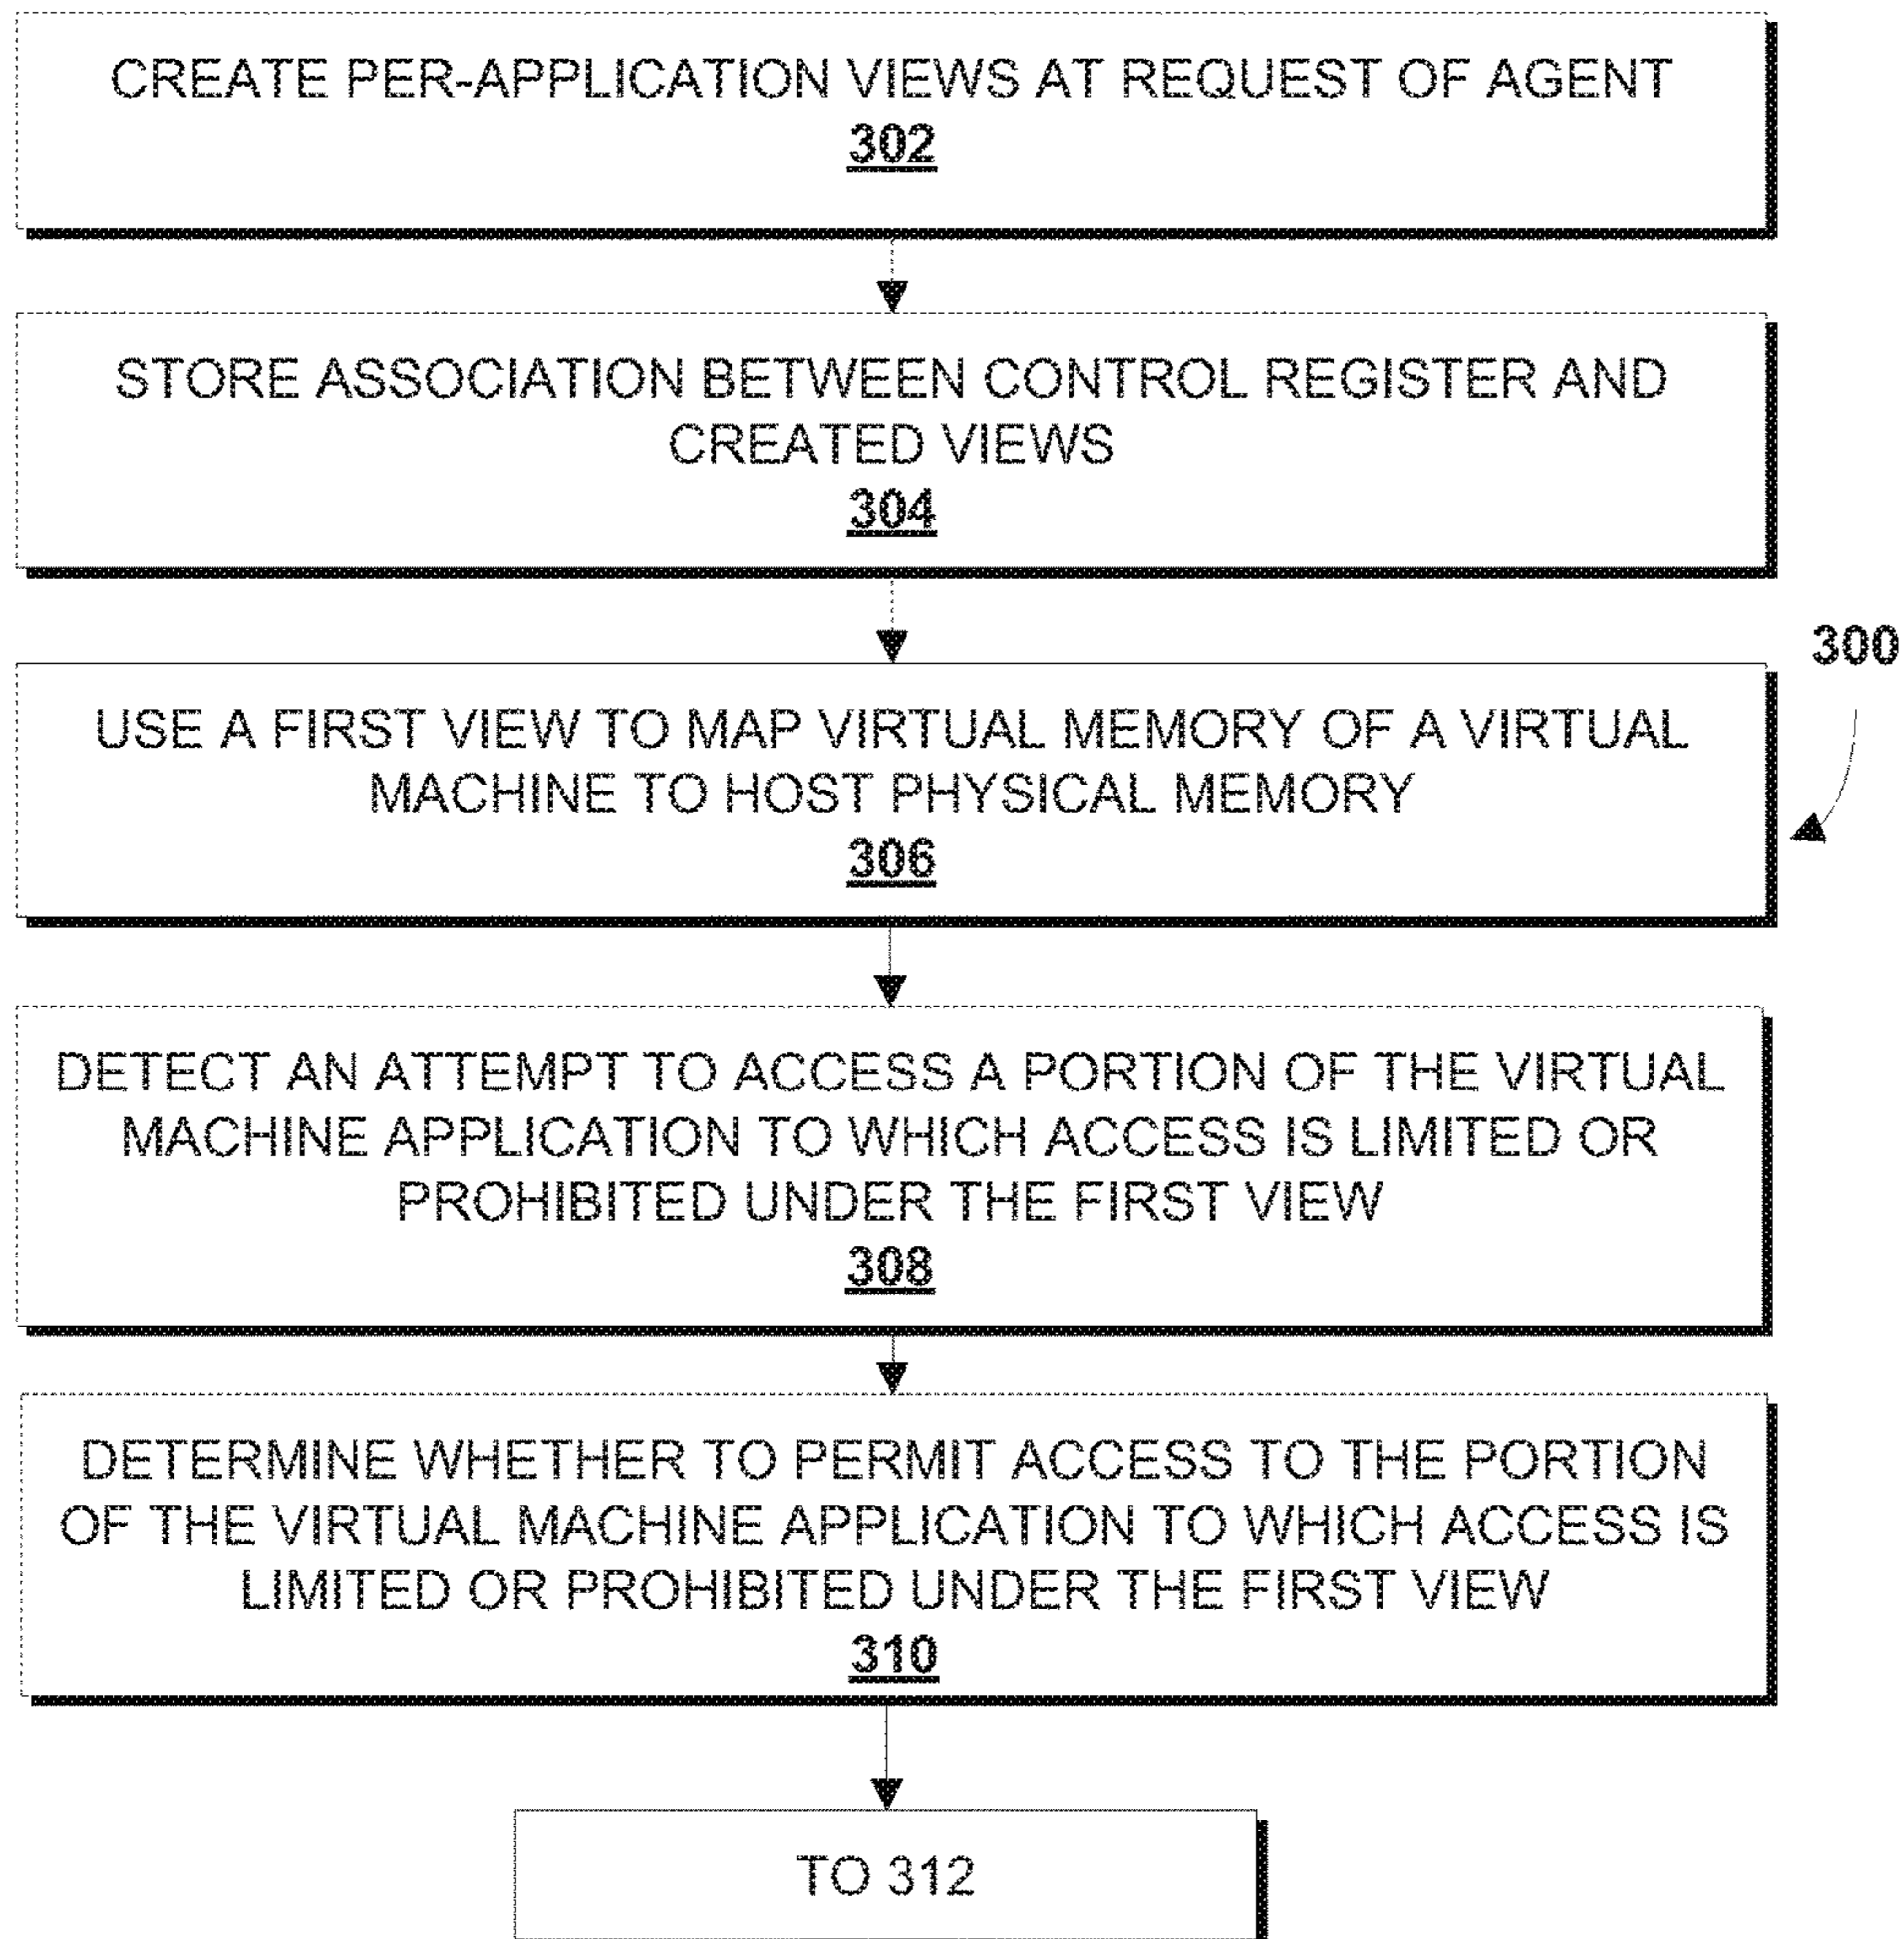 CREATE PER-APPLICATION VIEWS AT REQUEST OF AGENT
302
STORE ASSOCIATION BETWEEN CONTROL REGISTER AND
CREATED VIEWS
304
300
USE A FIRST VIEW TO MAP VIRTUAL MEMORY OF A VIRTUAL
MACHINE TO HOST PHYSICAL MEMORY
306
DETECT AN ATTEMPT TO ACCESS A PORTION OF THE VIRTUAL
MACHINE APPLICATION TO WHICH ACCESS IS LIMITED OR
PROHIBITED UNDER THE FIRST VIEW
308
DETERMINE WHETHER TO PERMIT ACCESS TO THE PORTION
OF THE VIRTUAL MACHINE APPLICATION TO WHICH ACCESS IS
LIMITED OR PROHIBITED UNDER THE FIRST VIEW
310
TO 312